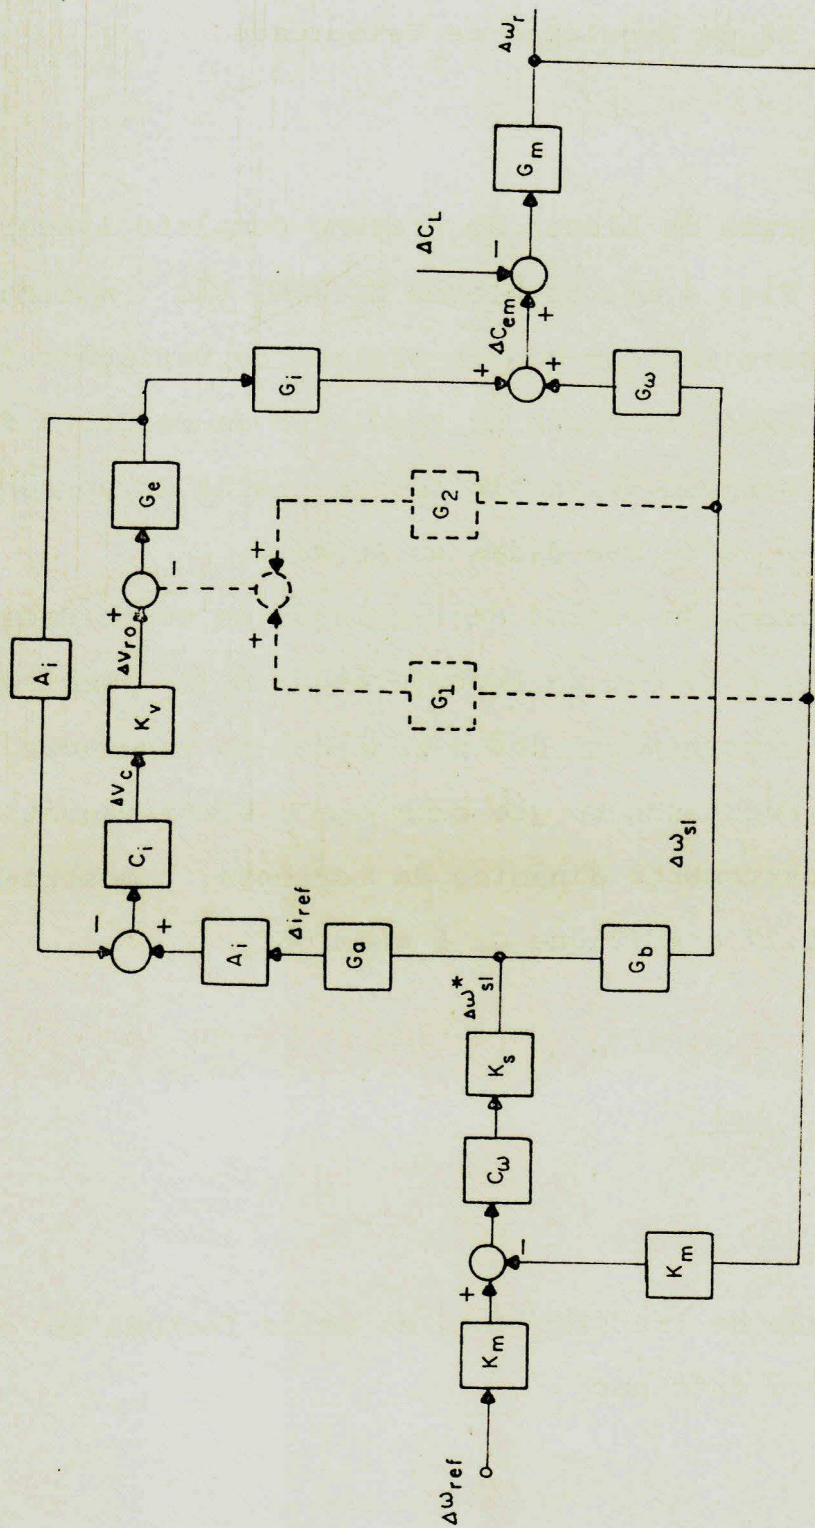 Δω_ref
K_m
+
−
K_m
C_ω
K_s
Δω*_sl
G_a
Δi_ref
A_i
+
−
C_i
ΔV_c
K_v
ΔV_ro
+
−
G_e
A_i
G_b
Δω_sl
G_1
G_2
+
+
G_i
G_ω
+
+
ΔC_em
+
−
ΔC_L
G_m
Δω_r